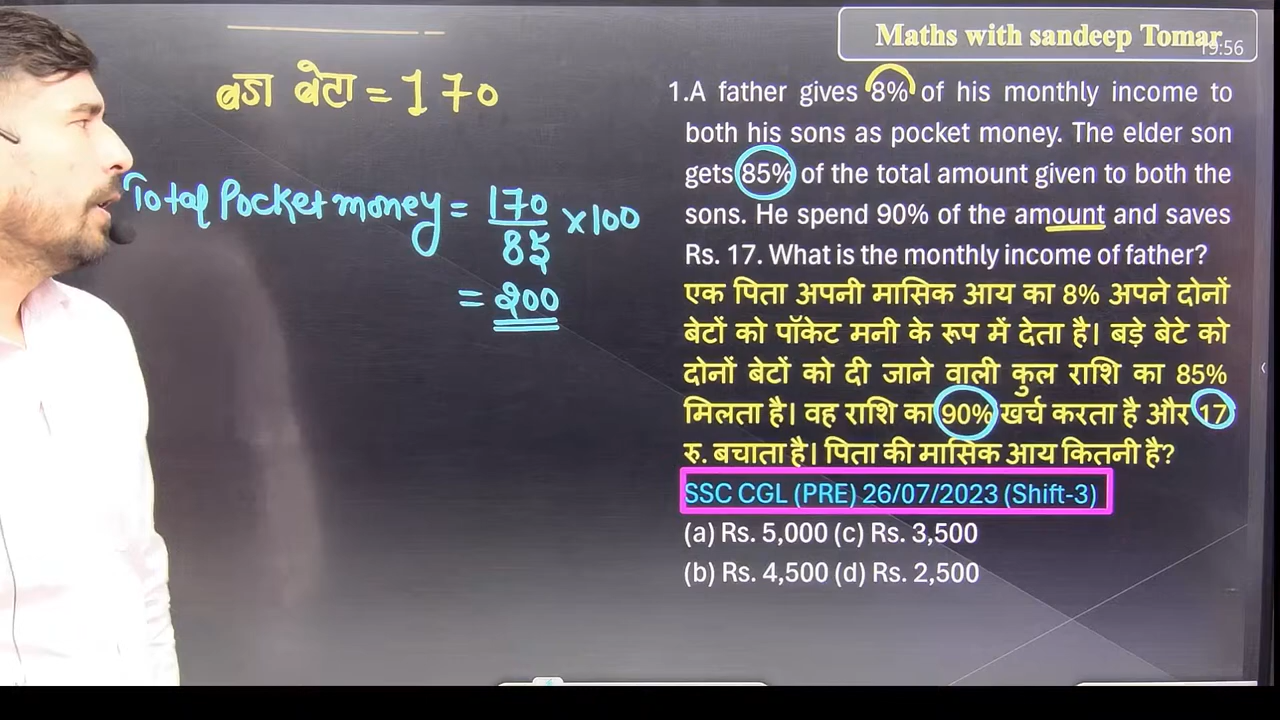 Maths with sandeep Tomar
19:56
बडा बेटा = 170
Total Pocket money = 170/85 × 100
= 200
1.A father gives 8% of his monthly income to
both his sons as pocket money. The elder son
gets 85% of the total amount given to both the
sons. He spend 90% of the amount and saves
Rs. 17. What is the monthly income of father?
एक पिता अपनी मासिक आय का 8% अपने दोनों
बेटों को पॉकेट मनी के रूप में देता है। बड़े बेटे को
दोनों बेटों को दी जाने वाली कुल राशि का 85%
मिलता है। वह राशि का 90% खर्च करता है और 17
रु. बचाता है। पिता की मासिक आय कितनी है?
SSC CGL (PRE) 26/07/2023 (Shift-3)
(a) Rs. 5,000 (c) Rs. 3,500
(b) Rs. 4,500 (d) Rs. 2,500